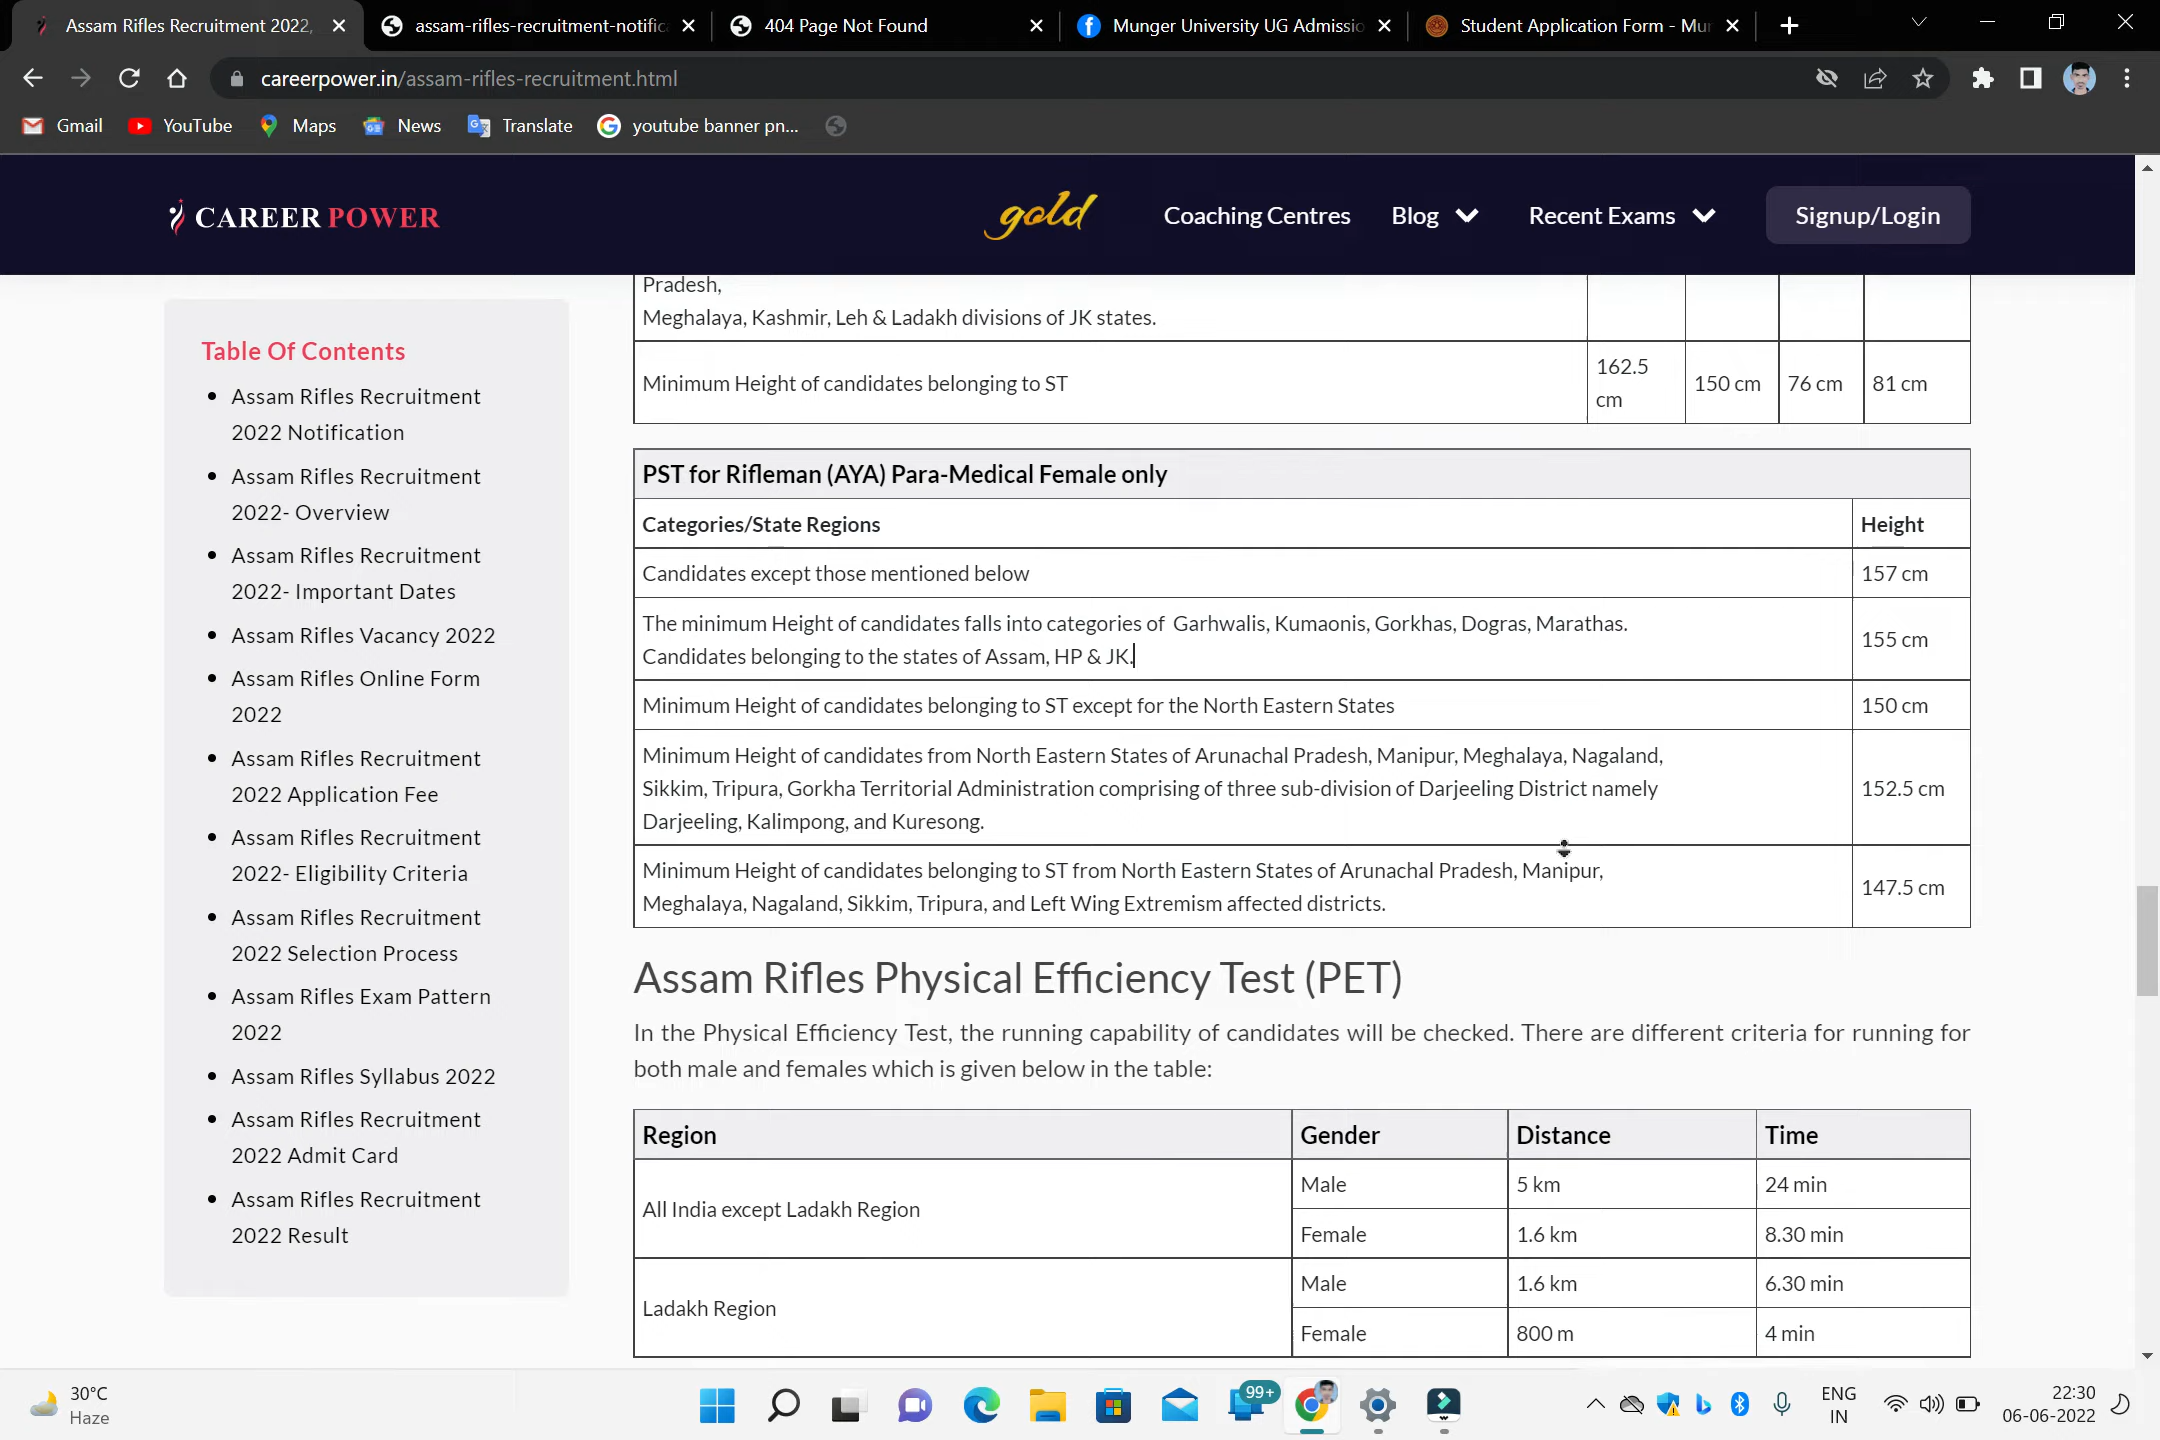 Assam Rifles Recruitment 2022,
assam-rifles-recruitment-notific
404 Page Not Found
Munger University UG Admissio
Student Application Form - Mu
careerpower.in/assam-rifles-recruitment.html
Gmail
YouTube
Maps
News
Translate
youtube banner pn...
CAREER POWER
gold
Coaching Centres
Blog
Recent Exams
Signup/Login
Table Of Contents
Assam Rifles Recruitment
2022 Notification
Assam Rifles Recruitment
2022- Overview
Assam Rifles Recruitment
2022- Important Dates
Assam Rifles Vacancy 2022
Assam Rifles Online Form
2022
Assam Rifles Recruitment
2022 Application Fee
Assam Rifles Recruitment
2022- Eligibility Criteria
Assam Rifles Recruitment
2022 Selection Process
Assam Rifles Exam Pattern
2022
Assam Rifles Syllabus 2022
Assam Rifles Recruitment
2022 Admit Card
Assam Rifles Recruitment
2022 Result
Pradesh,
Meghalaya, Kashmir, Leh & Ladakh divisions of JK states.
Minimum Height of candidates belonging to ST
162.5
cm
150 cm
76 cm
81 cm
PST for Rifleman (AYA) Para-Medical Female only
Categories/State Regions
Height
Candidates except those mentioned below
157 cm
The minimum Height of candidates falls into categories of Garhwalis, Kumaonis, Gorkhas, Dogras, Marathas.
Candidates belonging to the states of Assam, HP & JK.
155 cm
Minimum Height of candidates belonging to ST except for the North Eastern States
150 cm
Minimum Height of candidates from North Eastern States of Arunachal Pradesh, Manipur, Meghalaya, Nagaland,
Sikkim, Tripura, Gorkha Territorial Administration comprising of three sub-division of Darjeeling District namely
Darjeeling, Kalimpong, and Kuresong.
152.5 cm
Minimum Height of candidates belonging to ST from North Eastern States of Arunachal Pradesh, Manipur,
Meghalaya, Nagaland, Sikkim, Tripura, and Left Wing Extremism affected districts.
147.5 cm
Assam Rifles Physical Efficiency Test (PET)
In the Physical Efficiency Test, the running capability of candidates will be checked. There are different criteria for running for
both male and females which is given below in the table:
Region
Gender
Distance
Time
All India except Ladakh Region
Male
5 km
24 min
Female
1.6 km
8.30 min
Ladakh Region
Male
1.6 km
6.30 min
Female
800 m
4 min
30°C
Haze
99+
ENG
IN
22:30
06-06-2022